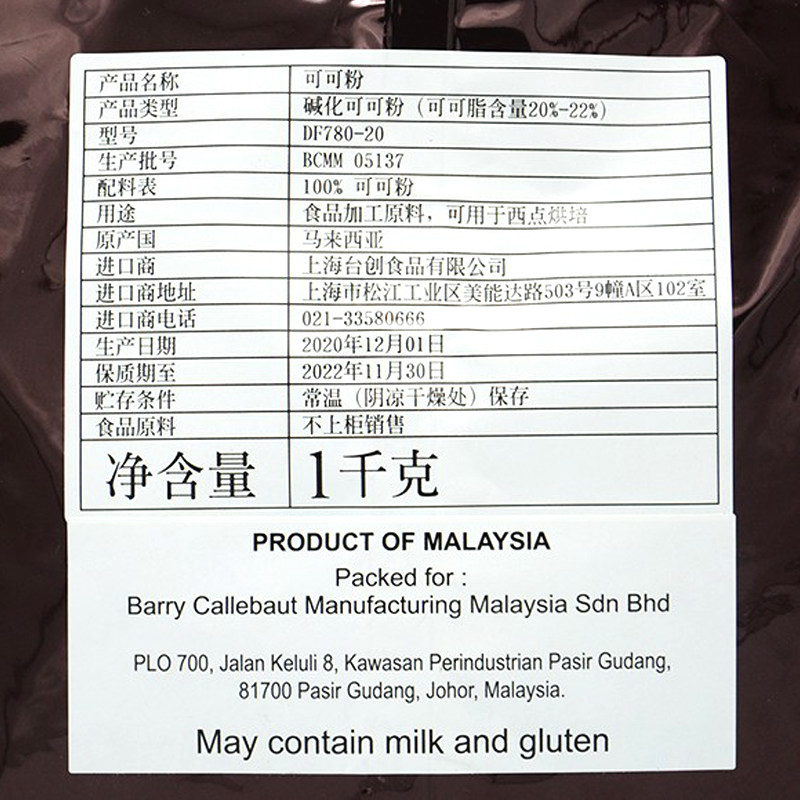 产品名称 可可粉
产品类型 碱化可可粉（可可脂含量20%-22%）
型号 DF780-20
生产批号 BCMM 05137
配料表 100% 可可粉
用途 食品加工原料，可用于西点烘培
原产国 马来西亚
进口商 上海台创食品有限公司
进口商地址 上海市松江工业区美能达路503号9幢A区102室
进口商电话 021-33580666
生产日期 2020年12月01日
保质期至 2022年11月30日
贮存条件 常温（阴凉干燥处）保存
食品原料 不上柜销售
净含量 1千克
PRODUCT OF MALAYSIA
Packed for :
Barry Callebaut Manufacturing Malaysia Sdn Bhd
PLO 700, Jalan Keluli 8, Kawasan Perindustrian Pasir Gudang,
81700 Pasir Gudang, Johor, Malaysia.
May contain milk and gluten